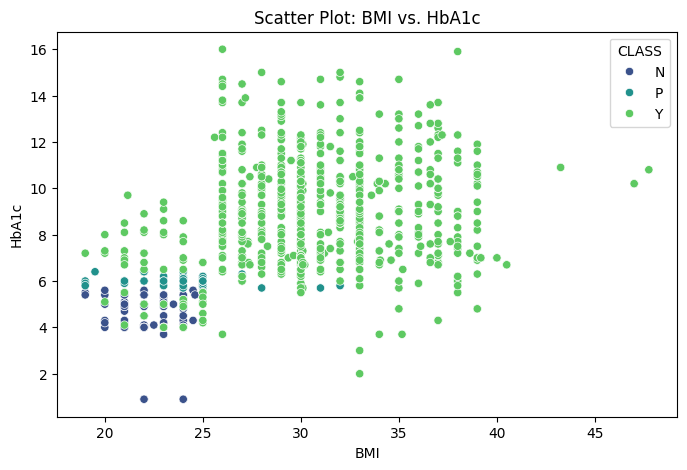 Scatter Plot: BMI vs. HbA1c
CLASS
N
P
Y
HbA1c
16
14
12
10
8
6
4
2
20 25 30 35 40 45
BMI